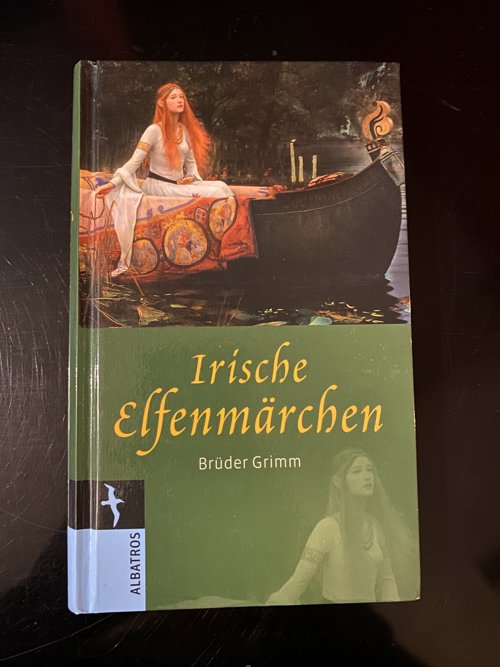 Irische
Elfenmärchen
Brüder Grimm
ALBATROS